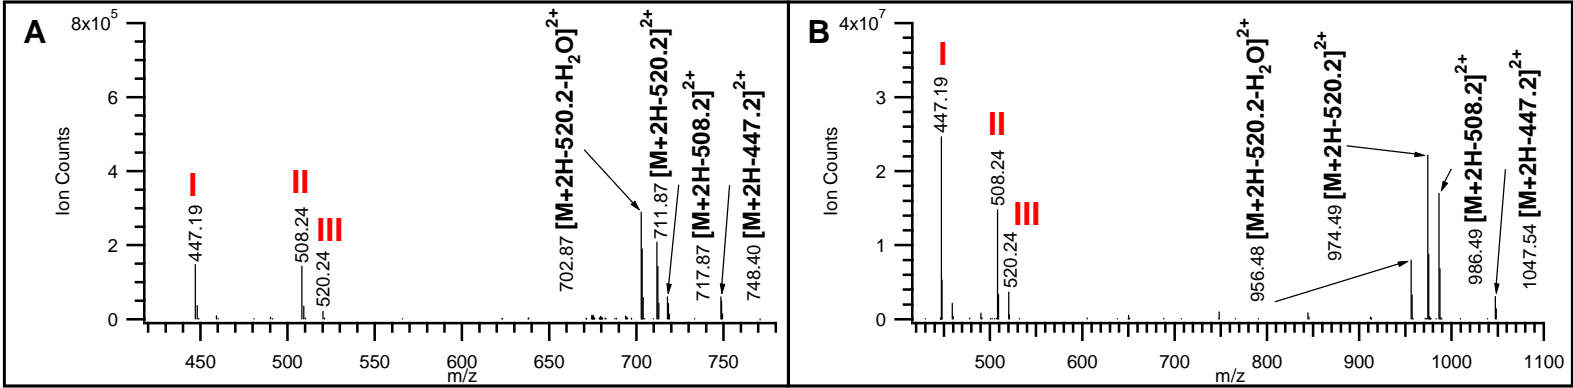 A
8x10⁵
6
4
2
0
Ion Counts
I
447.19
II
508.24
III
520.24
702.87 [M+2H-520.2-H₂O]²⁺
711.87 [M+2H-520.2]²⁺
717.87 [M+2H-508.2]²⁺
748.40 [M+2H-447.2]²⁺
450 500 550 600 650 700 750
m/z
B
4x10⁷
3
2
1
0
Ion Counts
I
447.19
II
508.24
III
520.24
956.48 [M+2H-520.2-H₂O]²⁺
974.49 [M+2H-520.2]²⁺
986.49 [M+2H-508.2]²⁺
1047.54 [M+2H-447.2]²⁺
500 600 700 800 900 1000 1100
m/z